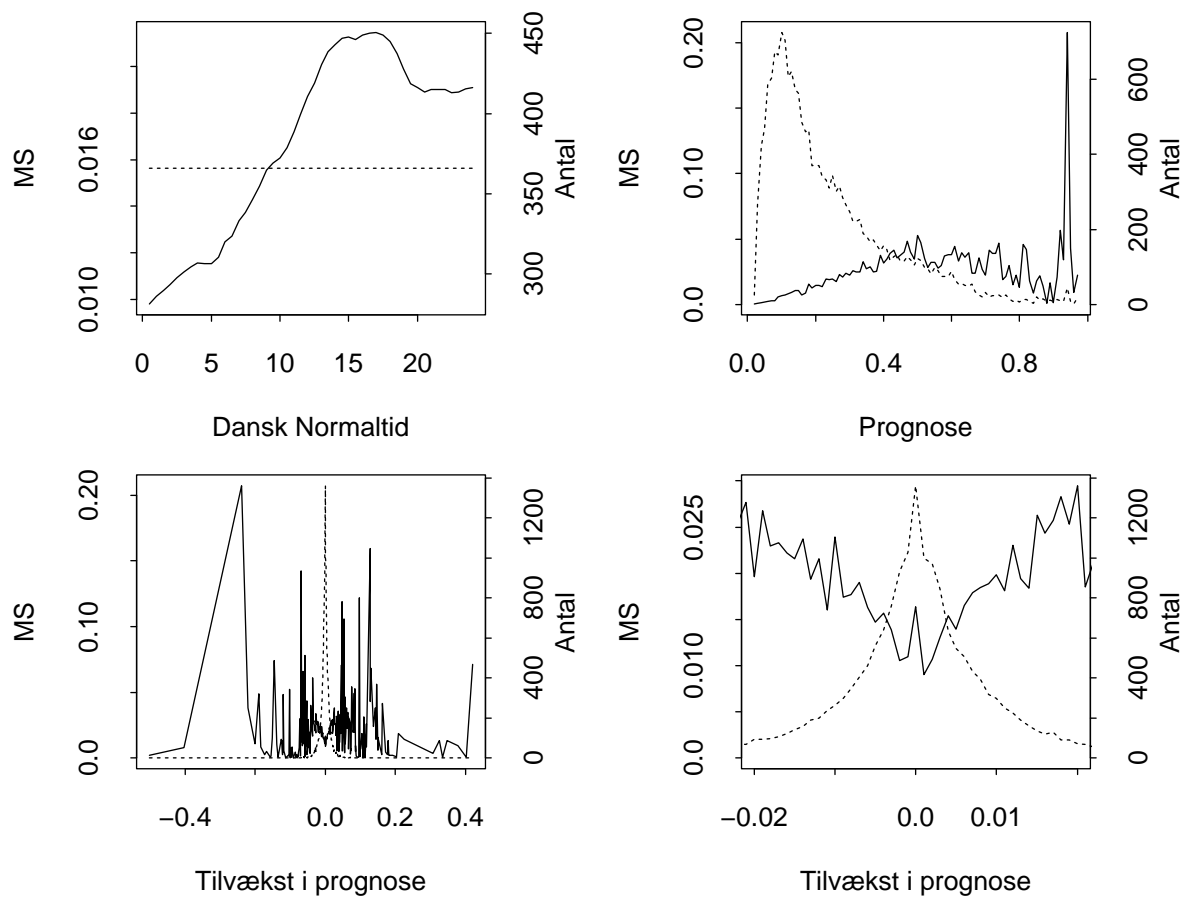 MS
0.010 0.016
300 350 400 450
Antal
0 5 10 15 20
Dansk Normaltid
MS
0.0 0.10 0.20
0 200 400 600
Antal
0.0 0.4 0.8
Prognose
MS
0.0 0.10 0.20
0 400 800 1200
Antal
−0.4 0.0 0.2 0.4
Tilvækst i prognose
MS
0.0 0.010 0.025
0 400 800 1200
Antal
−0.02 0.0 0.01
Tilvækst i prognose